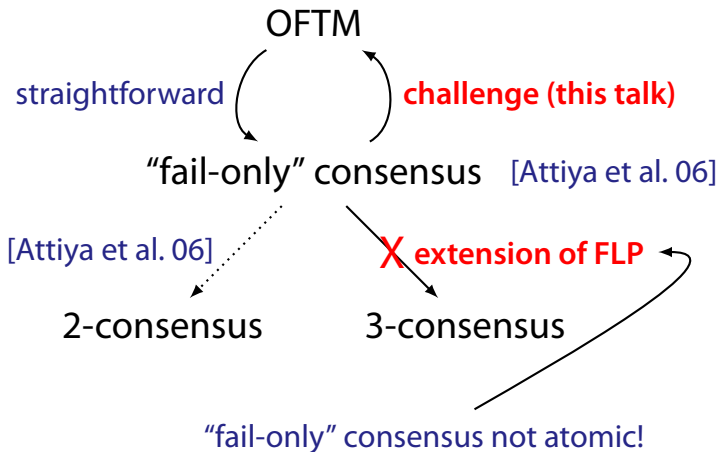 OFTM
straightforward
challenge (this talk)
“fail-only” consensus
[Attiya et al. 06]
[Attiya et al. 06]
X
extension of FLP
2-consensus
3-consensus
“fail-only” consensus not atomic!